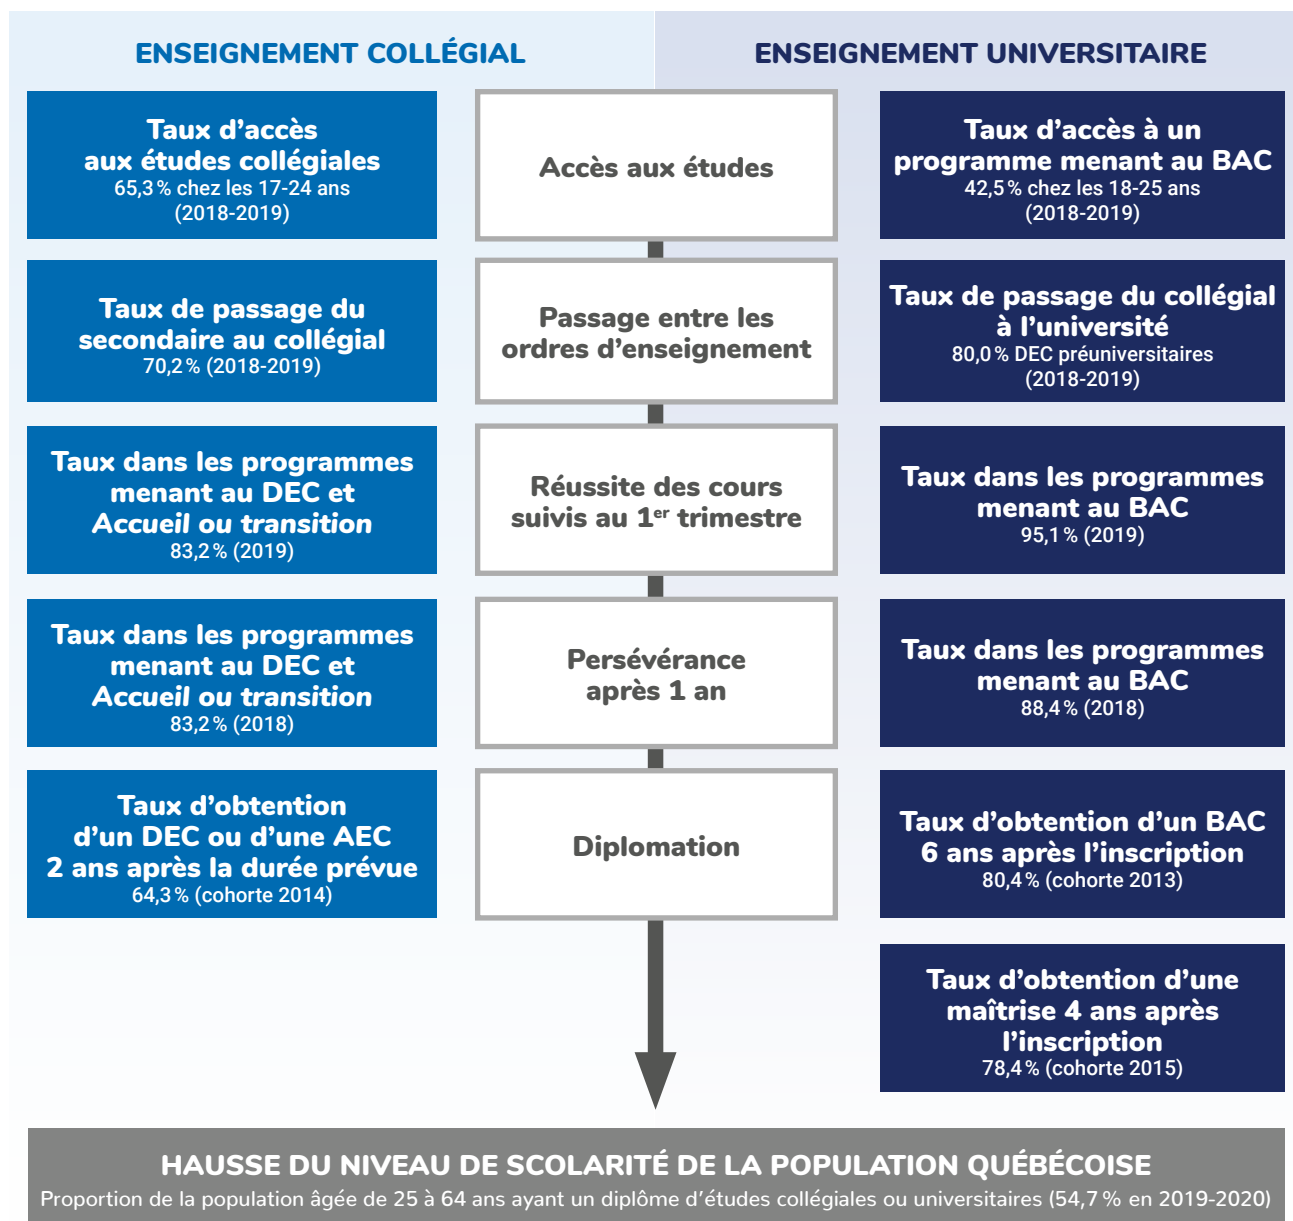 ENSEIGNEMENT COLLÉGIAL
ENSEIGNEMENT UNIVERSITAIRE
Taux d’accès
aux études collégiales
65,3 % chez les 17-24 ans
(2018-2019)
Accès aux études
Taux d’accès à un
programme menant au BAC
42,5 % chez les 18-25 ans
(2018-2019)
Taux de passage du
secondaire au collégial
70,2 % (2018-2019)
Passage entre les
ordres d’enseignement
Taux de passage du collégial
à l’université
80,0 % DEC préuniversitaires
(2018-2019)
Taux dans les programmes
menant au DEC et
Accueil ou transition
83,2 % (2019)
Réussite des cours
suivis au 1er trimestre
Taux dans les programmes
menant au BAC
95,1 % (2019)
Taux dans les programmes
menant au DEC et
Accueil ou transition
83,2 % (2018)
Persévérance
après 1 an
Taux dans les programmes
menant au BAC
88,4 % (2018)
Taux d’obtention
d’un DEC ou d’une AEC
2 ans après la durée prévue
64,3 % (cohorte 2014)
Diplomation
Taux d’obtention d’un BAC
6 ans après l’inscription
80,4 % (cohorte 2013)
Taux d’obtention d’une
maîtrise 4 ans après
l’inscription
78,4 % (cohorte 2015)
HAUSSE DU NIVEAU DE SCOLARITÉ DE LA POPULATION QUÉBÉCOISE
Proportion de la population âgée de 25 à 64 ans ayant un diplôme d’études collégiales ou universitaires (54,7 % en 2019-2020)